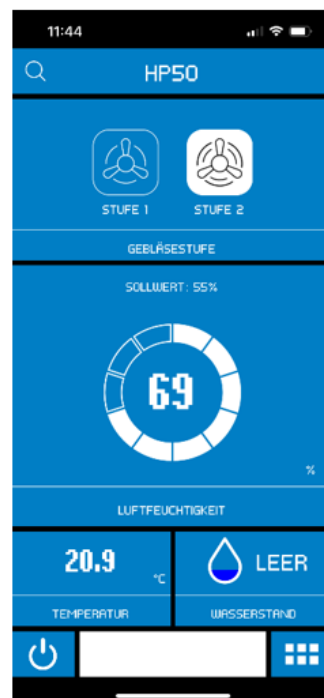 11:44
HP50
STUFE 1 STUFE 2
GEBLÄSESTUFE
SOLLWERT: 55%
69
%
LUFTFEUCHTIGKEIT
20.9 °C
LEER
TEMPERATUR
WASSERSTAND